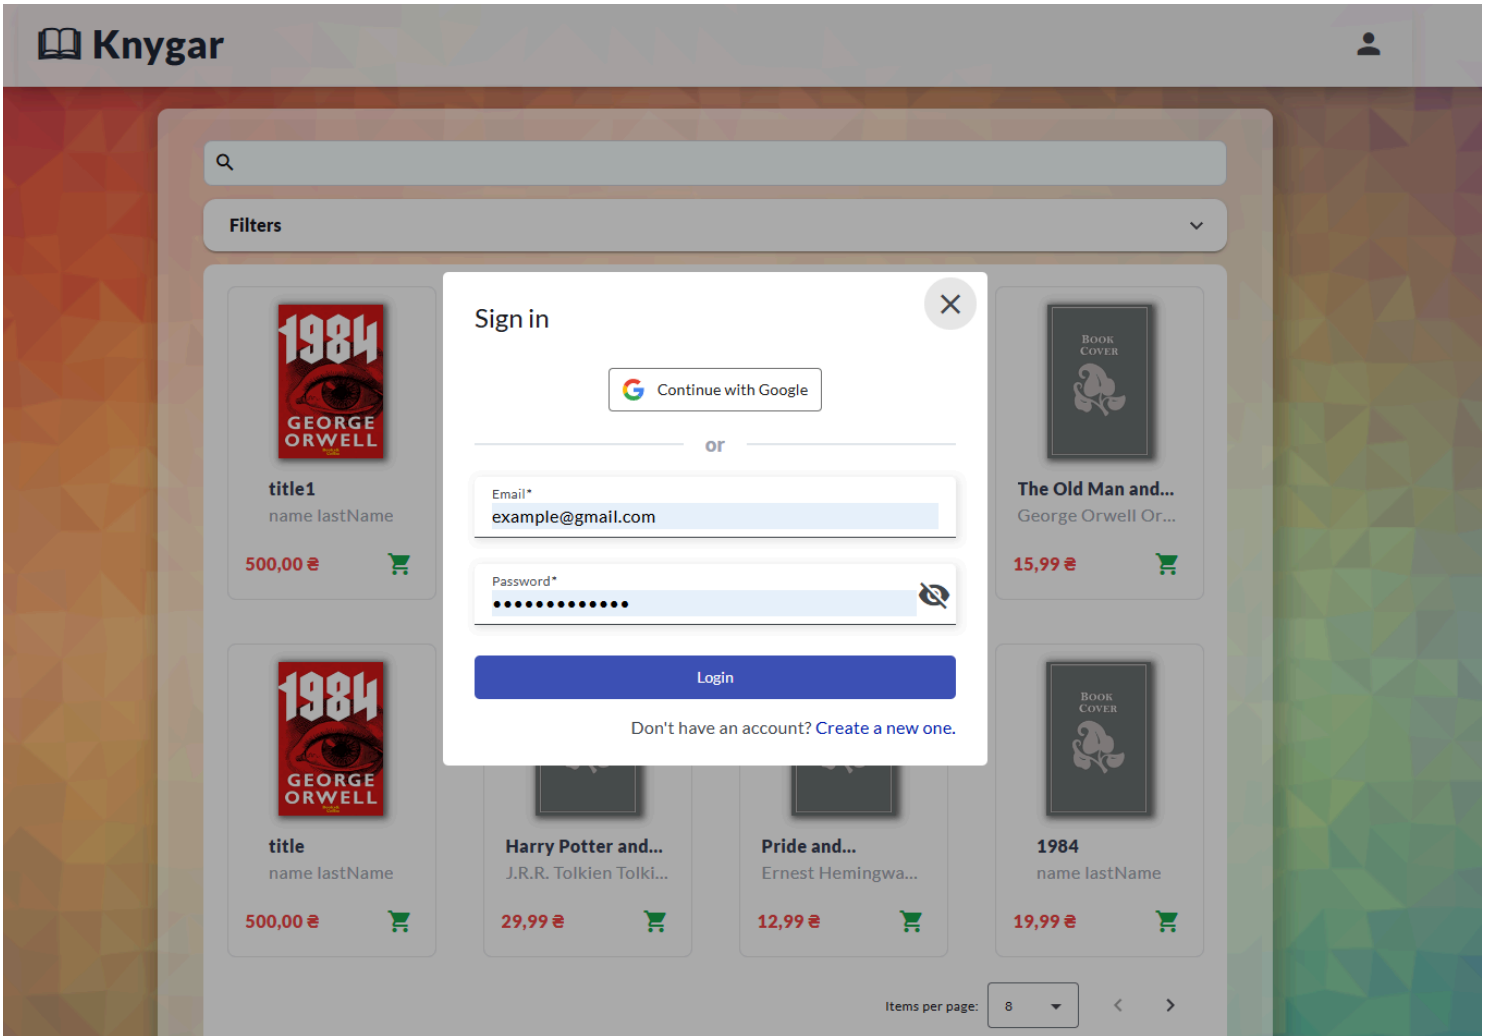 Knygar
Filters
Sign in
Continue with Google
or
Email*
example@gmail.com
Password*
•••••••••••••
Login
Don't have an account? Create a new one.
1984
GEORGE
ORWELL
title1
name lastName
500,00 ₴
BOOK
COVER
The Old Man and...
George Orwell Or...
15,99 ₴
1984
GEORGE
ORWELL
title
name lastName
500,00 ₴
Harry Potter and...
J.R.R. Tolkien Tolki...
29,99 ₴
Pride and...
Ernest Hemingwa...
12,99 ₴
BOOK
COVER
1984
name lastName
19,99 ₴
Items per page:
8